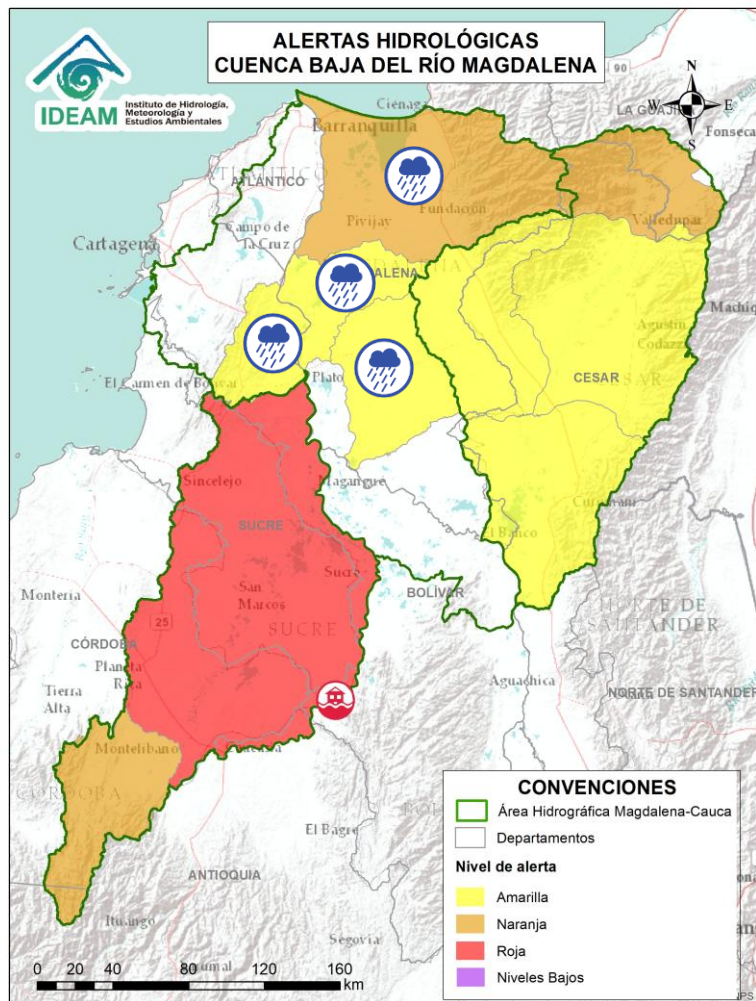 ALERTAS HIDROLÓGICAS
CUENCA BAJA DEL RÍO MAGDALENA
IDEAM
Instituto de Hidrología,
Meteorología y
Estudios Ambientales
N
W
E
S
90
Ciénaga
LA GUAJIRA
Barranquilla
Fonseca
ATLÁNTICO
Fundación
Pivijay
Valledupar
Campo de
la Cruz
Cartagena
Agustín
Codazzi
El Carmen de Bolívar
Plato
CESAR
Sincelejo
Magangué
SUCRE
El Banco
Sucre
San
Marcos
BOLÍVAR
Monteria
SUCRE
25
CÓRDOBA
Planeta
Rica
NORTE DE
SANTANDER
Tierra
Alta
Aguachica
NORTE DE SANTANDER
Montelíbano
El Bagre
ANTIOQUIA
Ituango
Segovia
0 20 40 80 120 160
km
CONVENCIONES
Área Hidrográfica Magdalena-Cauca
Departamentos
Nivel de alerta
Amarilla
Naranja
Roja
Niveles Bajos